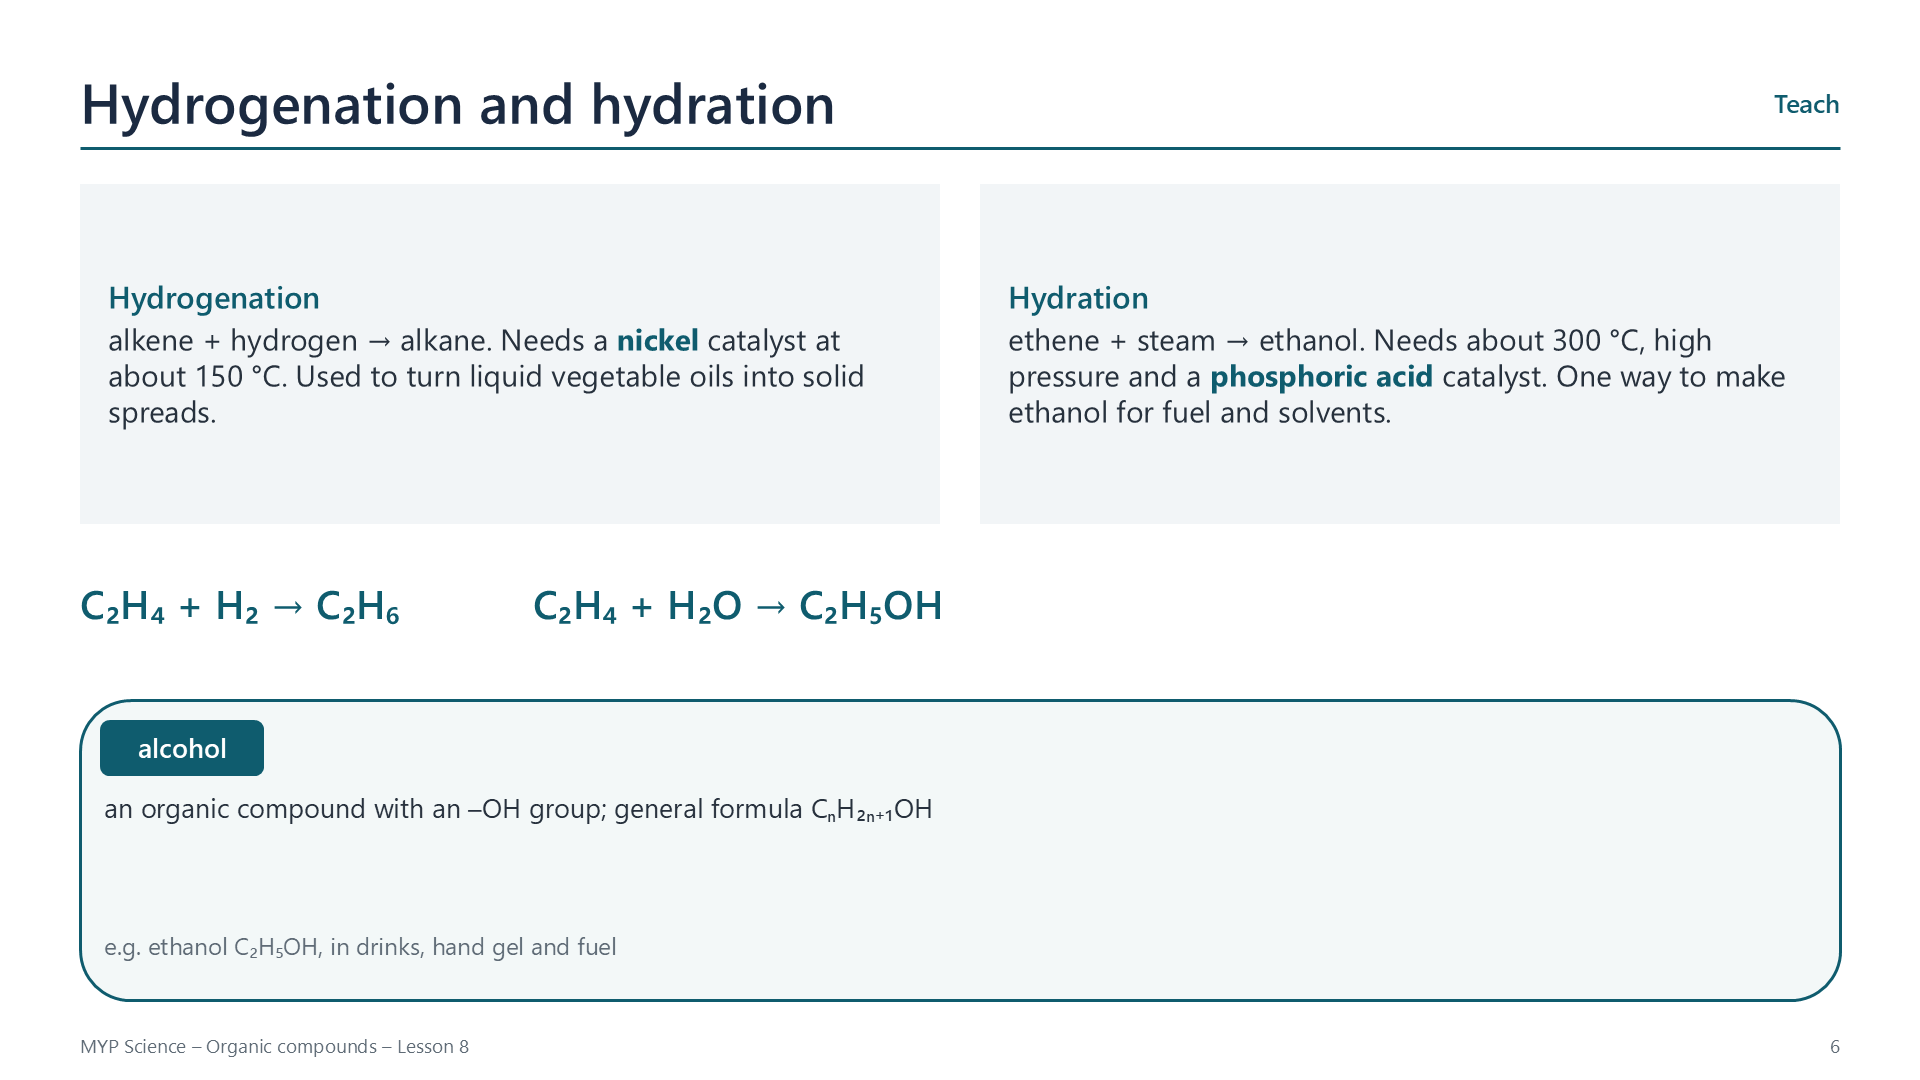 Hydrogenation and hydration
Teach
Hydrogenation
alkene + hydrogen → alkane. Needs a nickel catalyst at
about 150 °C. Used to turn liquid vegetable oils into solid
spreads.
Hydration
ethene + steam → ethanol. Needs about 300 °C, high
pressure and a phosphoric acid catalyst. One way to make
ethanol for fuel and solvents.
C₂H₄ + H₂ → C₂H₆
C₂H₄ + H₂O → C₂H₅OH
alcohol
an organic compound with an –OH group; general formula CₙH₂ₙ₊₁OH
e.g. ethanol C₂H₅OH, in drinks, hand gel and fuel
MYP Science – Organic compounds – Lesson 8
6